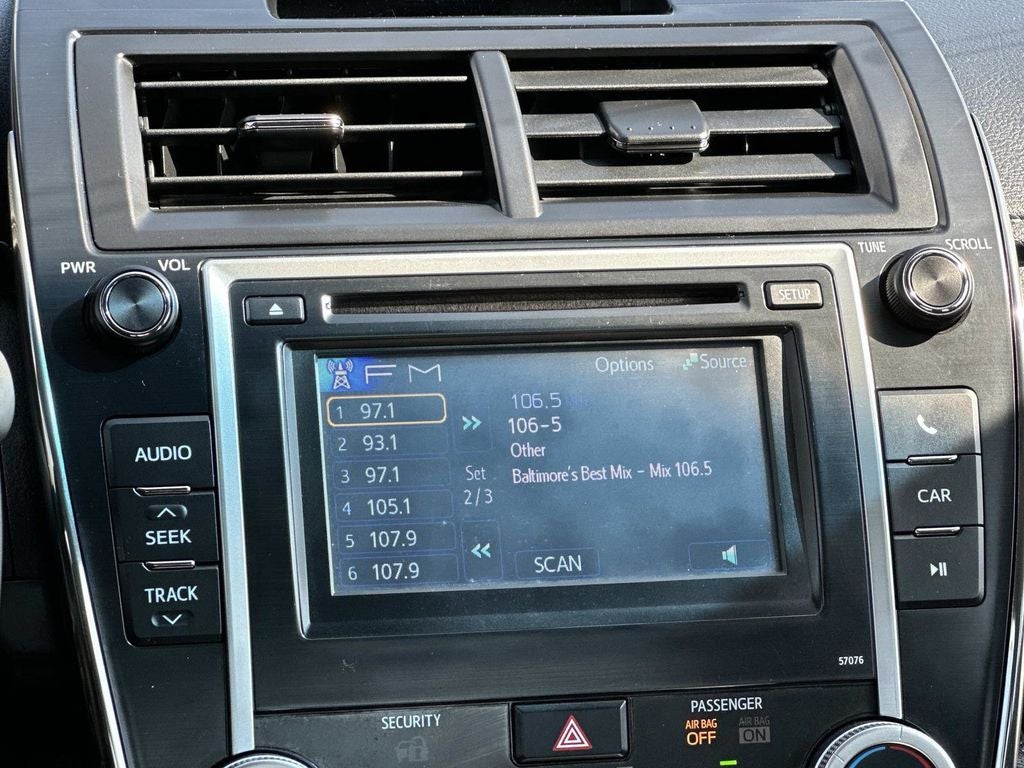 PWR
VOL
TUNE
SCROLL
SETUP
FM
Options
Source
1 97.1
2 93.1
3 97.1
4 105.1
5 107.9
6 107.9
Set
2/3
106.5
106-5
Other
Baltimore's Best Mix - Mix 106.5
SCAN
AUDIO
SEEK
TRACK
CAR
57076
SECURITY
PASSENGER
AIR BAG
OFF
AIR BAG
ON